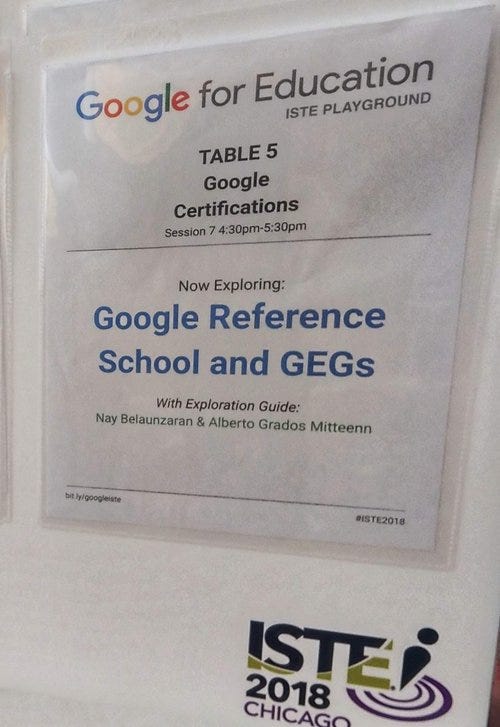 Google for Education
ISTE PLAYGROUND
TABLE 5
Google
Certifications
Session 7 4:30pm-5:30pm
Now Exploring:
Google Reference
School and GEGs
With Exploration Guide:
Nay Belaunzaran & Alberto Grados Mitteenn
bit.ly/googleiste
#ISTE2018
ISTE
2018
CHICAGO